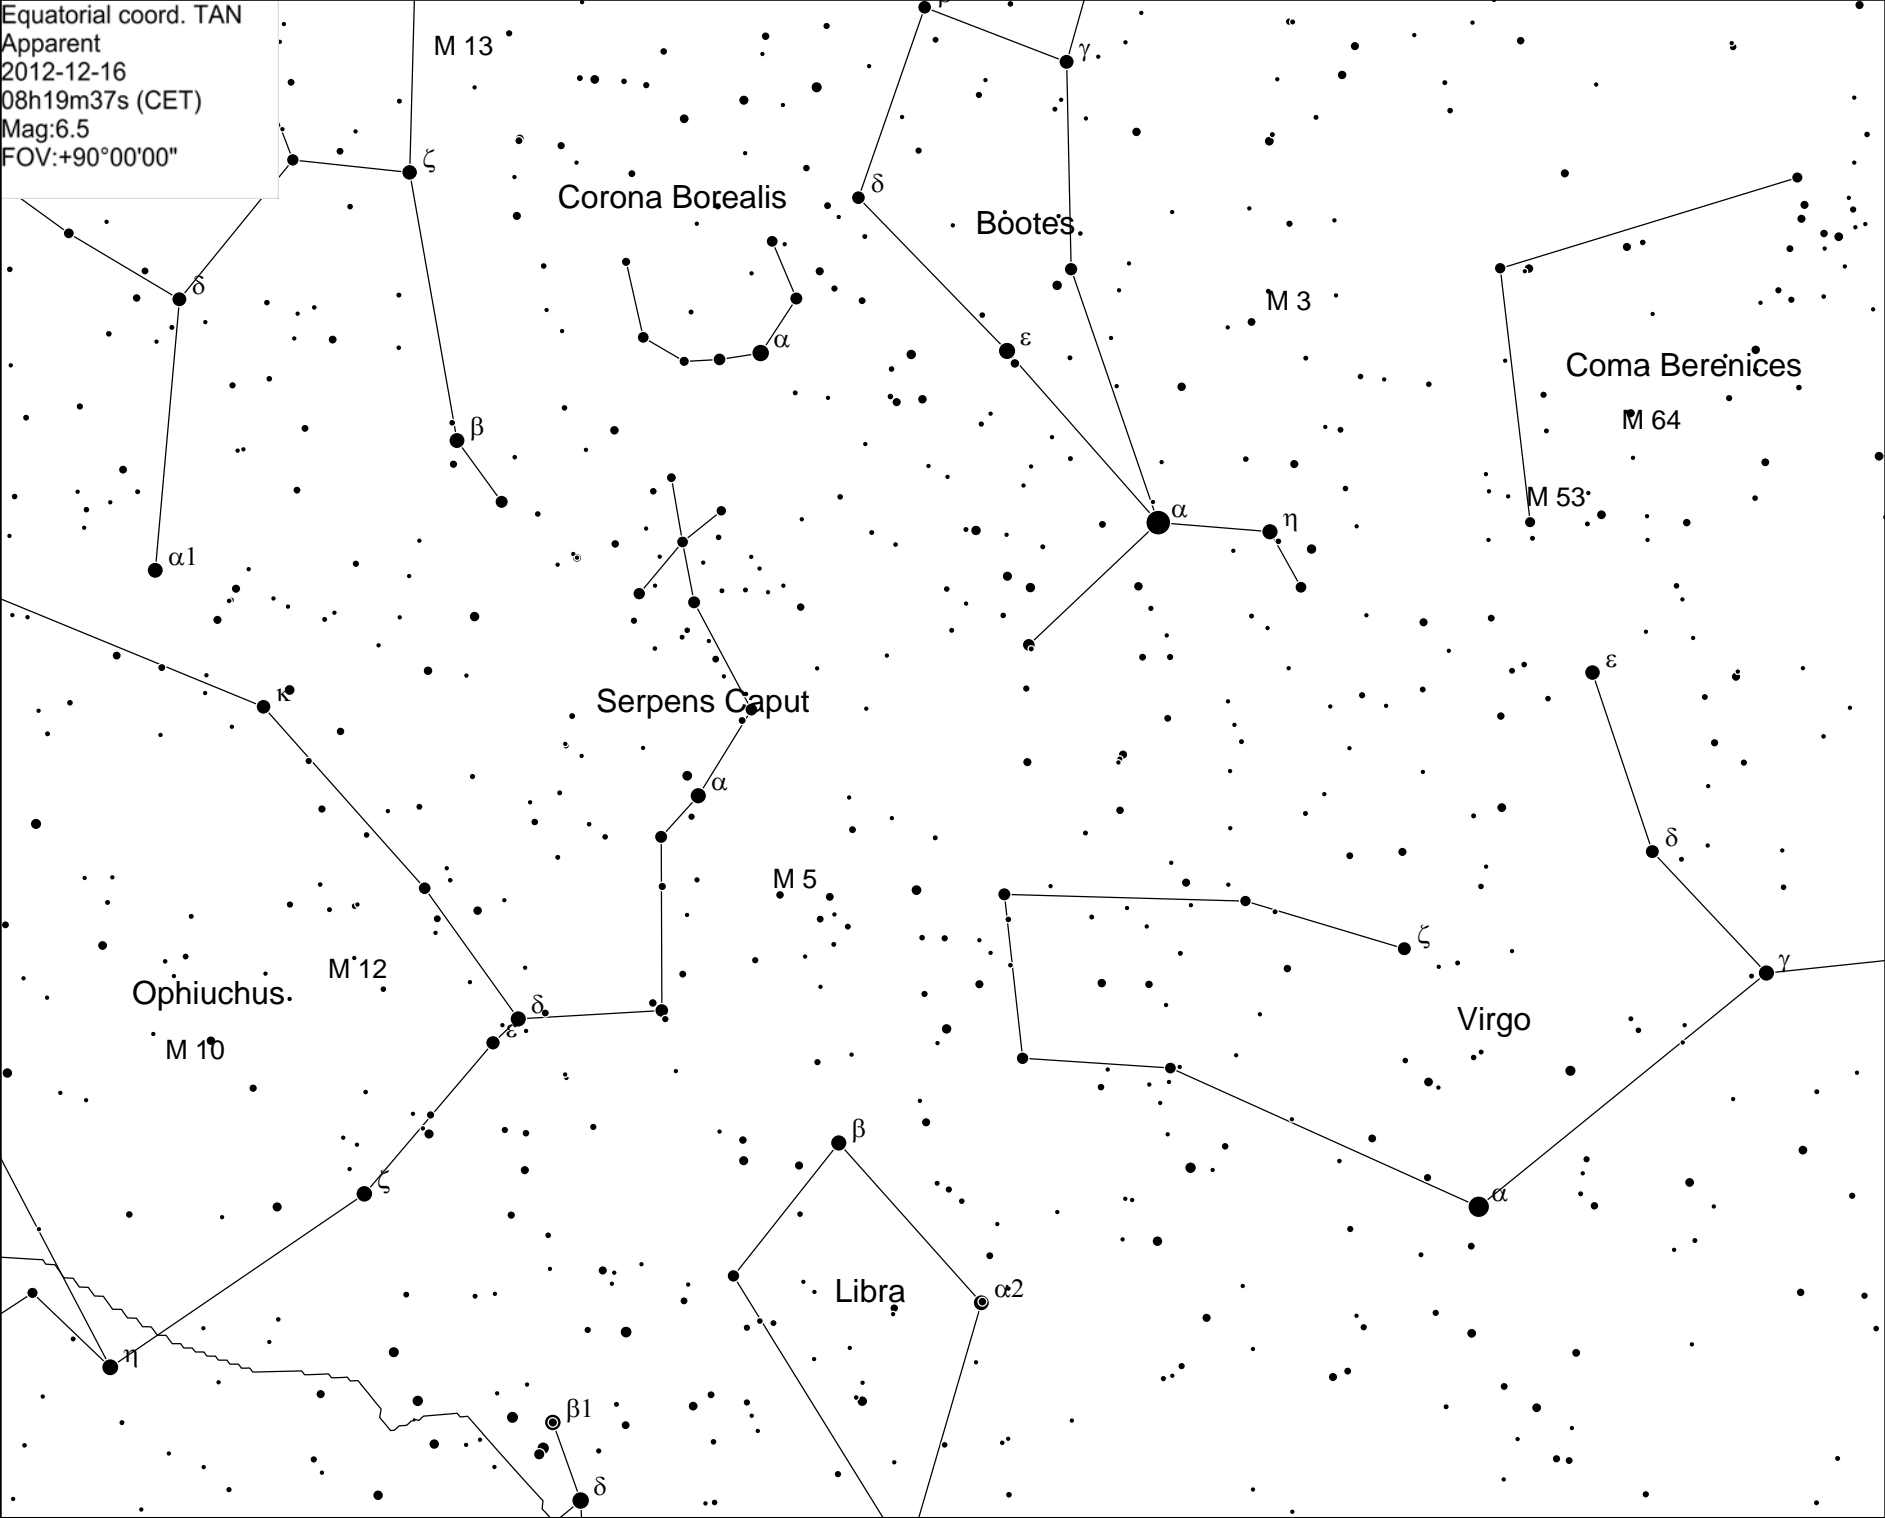 Equatorial coord. TAN
Apparent
2012-12-16
08h19m37s (CET)
Mag:6.5
FOV:+90°00'00"
M 13
γ
ζ
δ
Corona Borealis
Bootes
δ
M 3
α
ε
Coma Berenices
M 64
β
M 53
α
η
α1
ε
κ
Serpens Caput
α
δ
M 5
ζ
γ
M 12
Ophiuchus
δ
ε
Virgo
M 10
β
ζ
α
Libra
α2
η
β1
δ